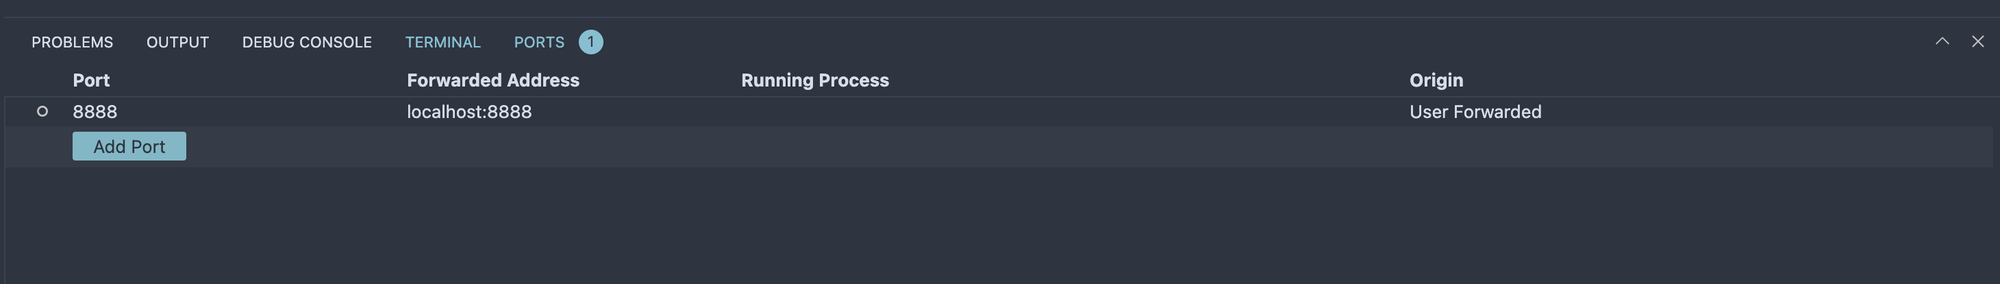 PROBLEMS OUTPUT DEBUG CONSOLE TERMINAL PORTS 1
Port Forwarded Address Running Process Origin
8888 localhost:8888 User Forwarded
Add Port